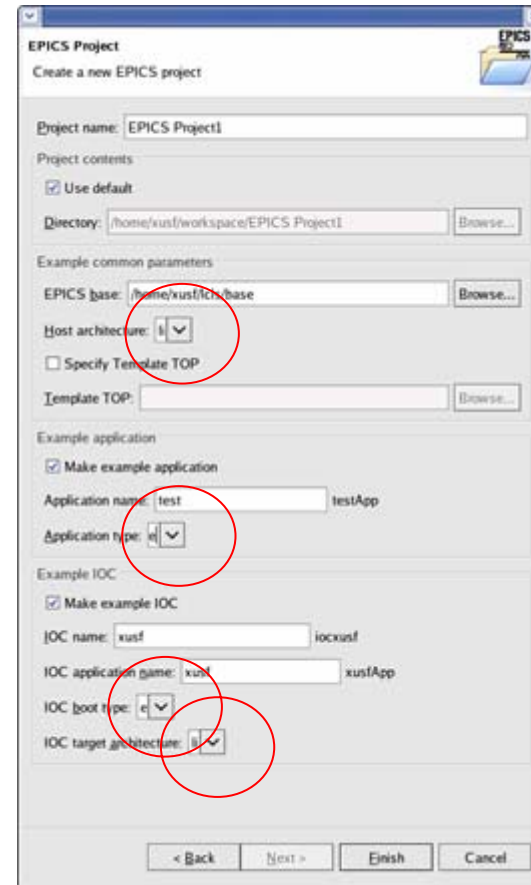 EPICS Project
EPICS
Create a new EPICS project
Project name: EPICS Project1
Project contents
Use default
Directory: /home/xusf/workspace/EPICS Project1 Browse...
Example common parameters
EPICS base: /home/xusf/lcls/base Browse...
Host architecture: li
Specify Template TOP
Template TOP: Browse...
Example application
Make example application
Application name: test testApp
Application type: e
Example IOC
Make example IOC
IOC name: xusf iocxusf
IOC application name: xusf xusfApp
IOC boot type: e
IOC target architecture: li
< Back Next > Finish Cancel